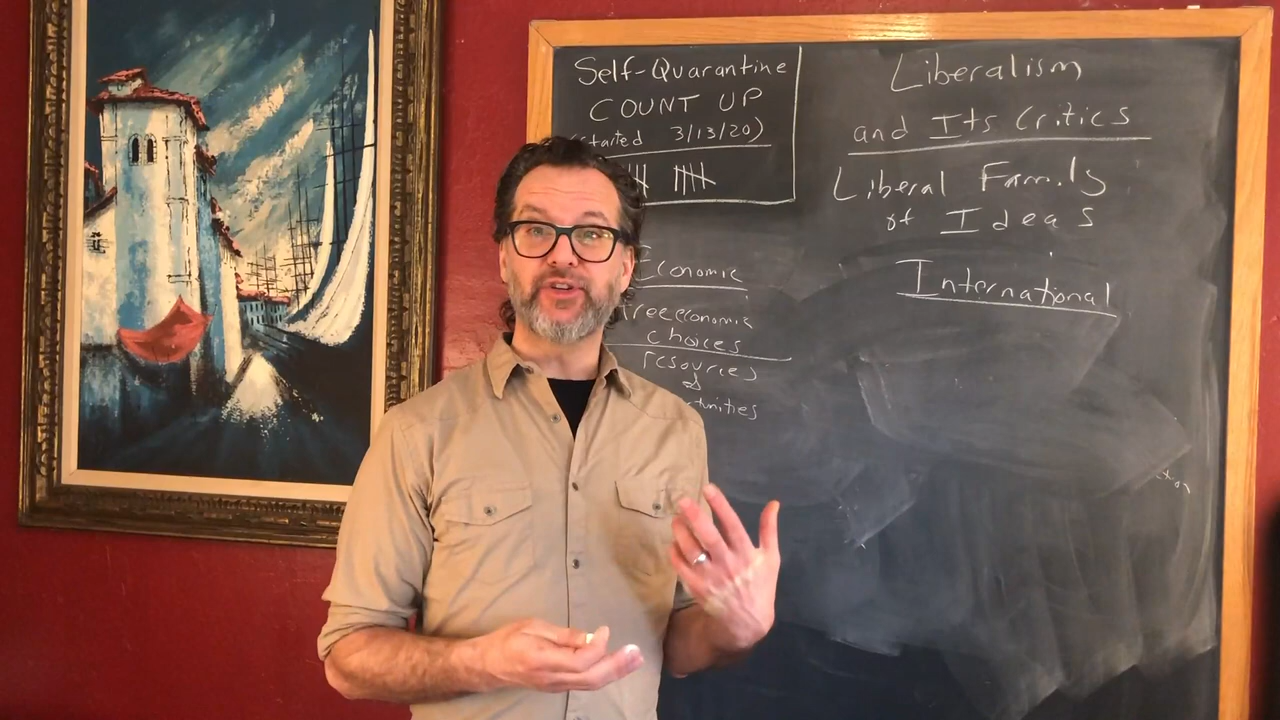 Self-Quarantine
COUNT UP
3/13/20)
Liberalism
and Its Critics
Liberal Family
of Ideas
International
Economic
free economic
choices
resources
&